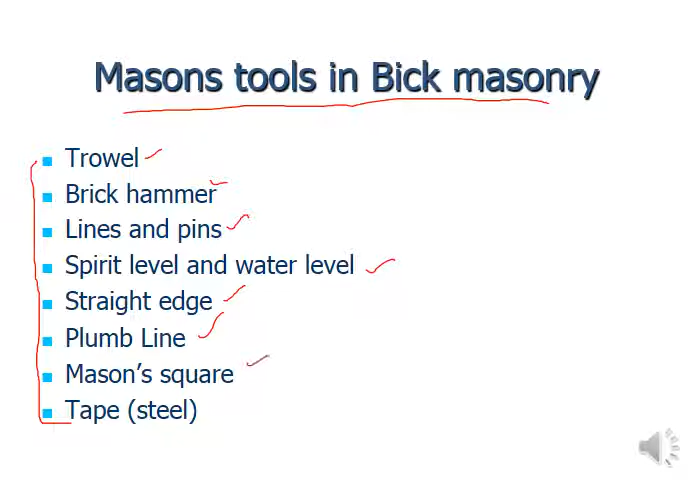 Masons tools in Bick masonry
Trowel
Brick hammer
Lines and pins
Spirit level and water level
Straight edge
Plumb Line
Mason’s square
Tape (steel)